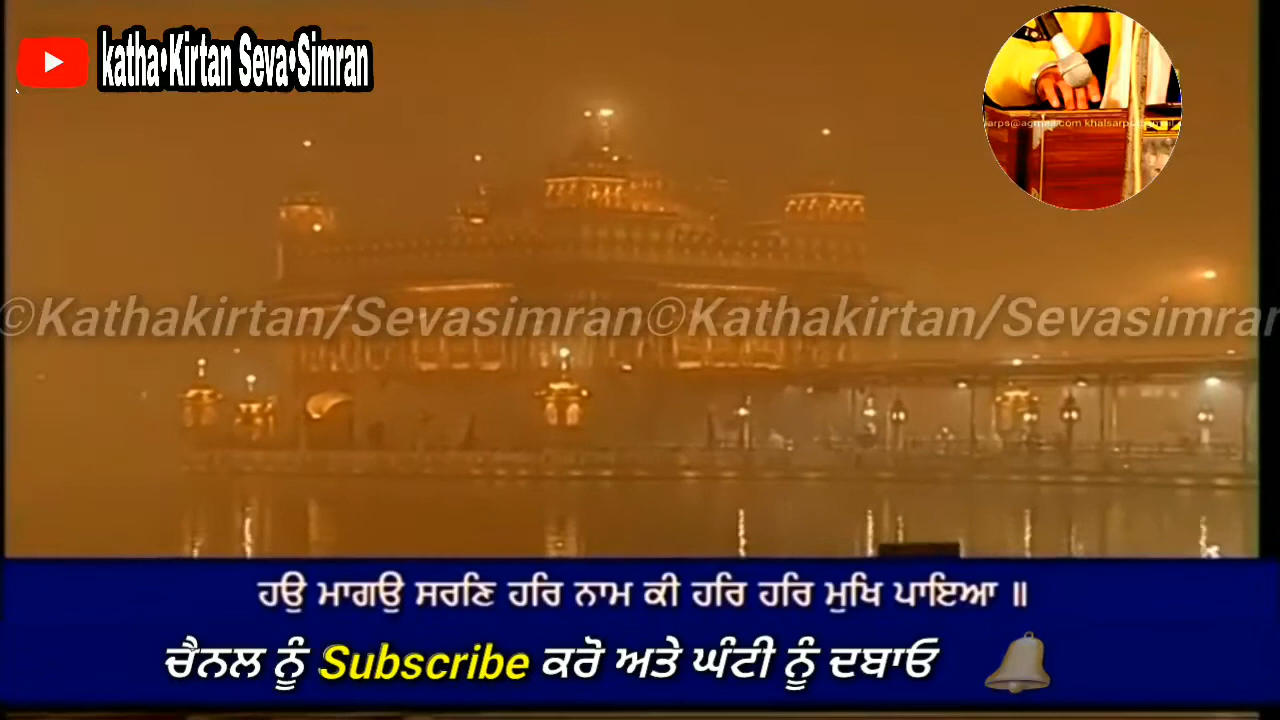 katha•Kirtan Seva•Simran
©Kathakirtan/Sevasimran©Kathakirtan/Sevasimran
ਹਉ ਮਾਗਉ ਸਰਣਿ ਹਰਿ ਨਾਮ ਕੀ ਹਰਿ ਹਰਿ ਮੁਖਿ ਪਾਇਆ ॥
ਚੈਨਲ ਨੂੰ Subscribe ਕਰੋ ਅਤੇ ਘੰਟੀ ਨੂੰ ਦਬਾਓ